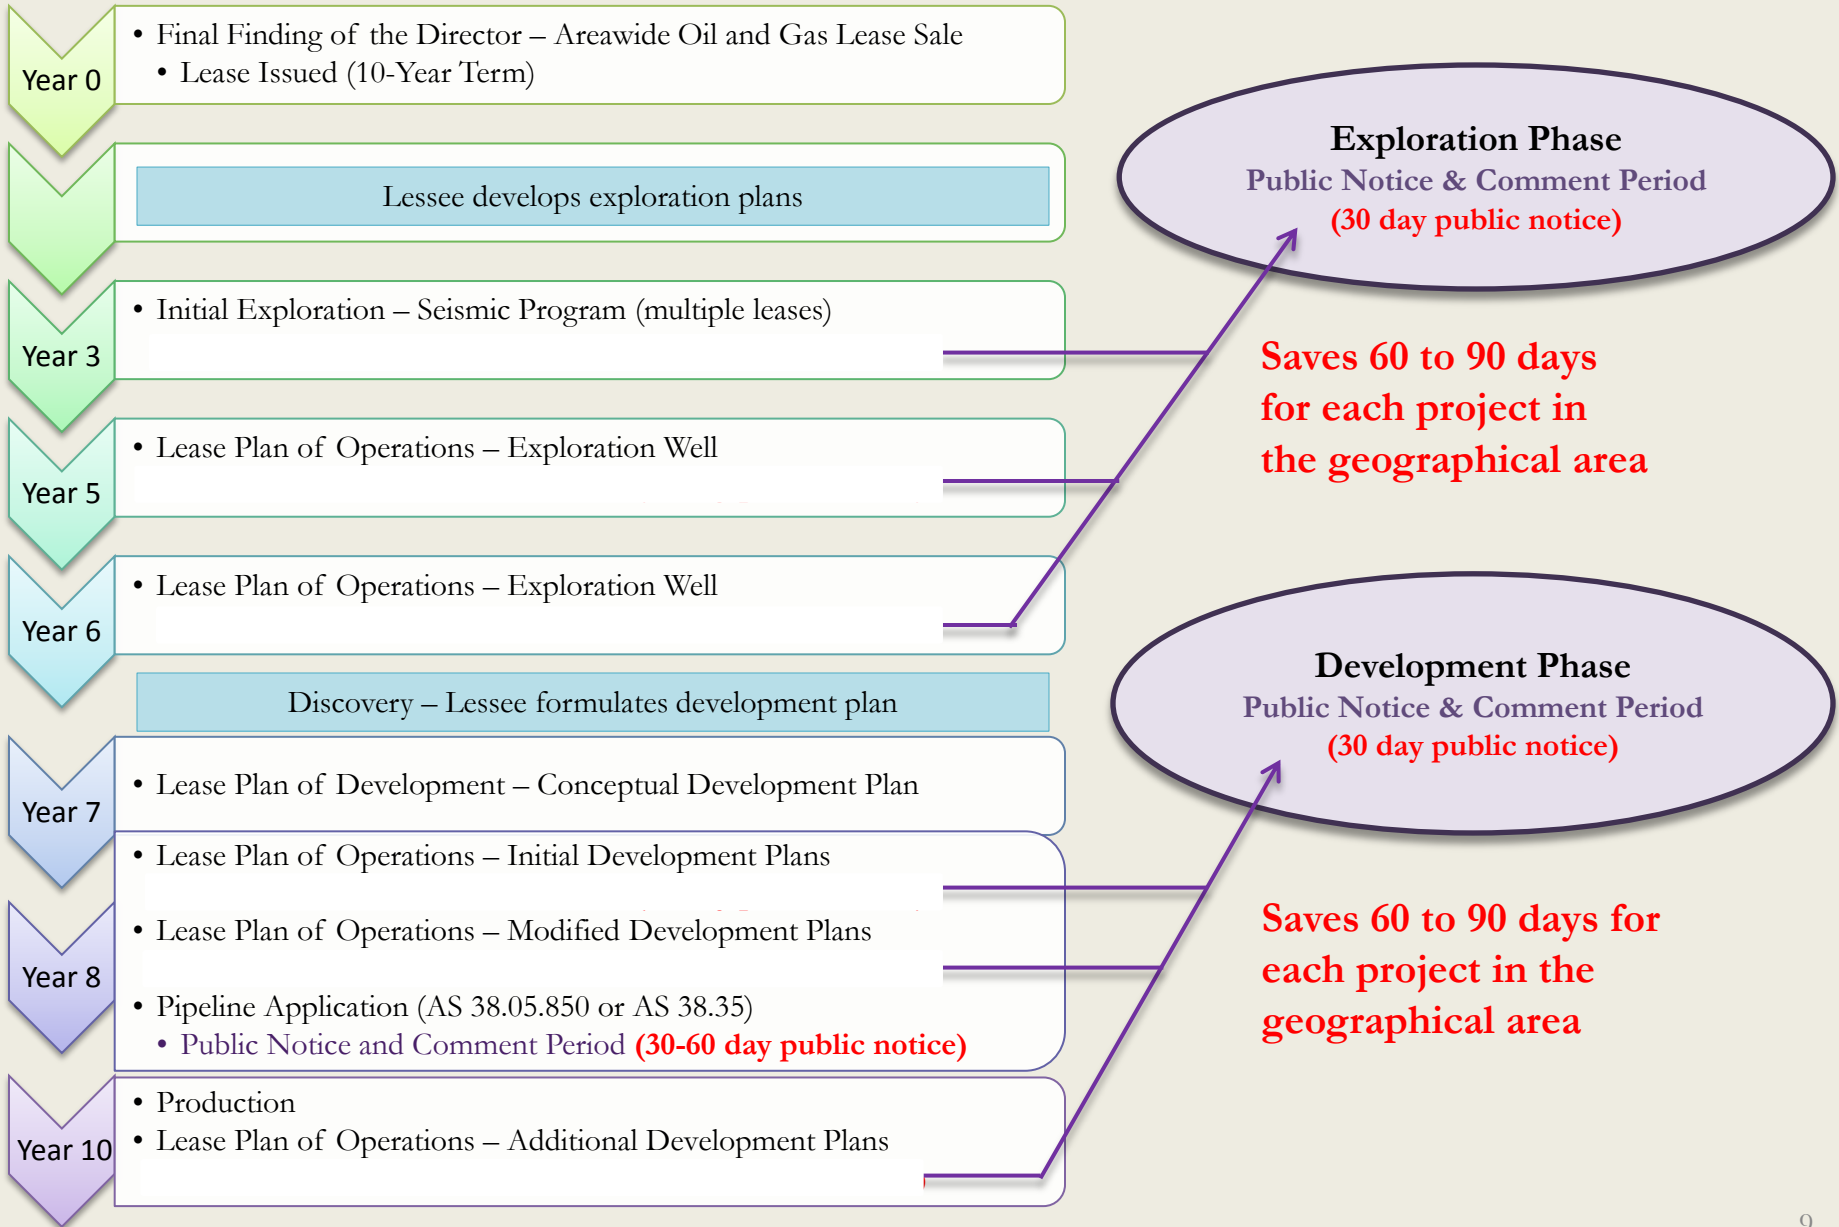 Year 0
• Final Finding of the Director – Areawide Oil and Gas Lease Sale
• Lease Issued (10-Year Term)
Lessee develops exploration plans
Year 3
• Initial Exploration – Seismic Program (multiple leases)
Year 5
• Lease Plan of Operations – Exploration Well
Year 6
• Lease Plan of Operations – Exploration Well
Discovery – Lessee formulates development plan
Year 7
• Lease Plan of Development – Conceptual Development Plan
• Lease Plan of Operations – Initial Development Plans
Year 8
• Lease Plan of Operations – Modified Development Plans
• Pipeline Application (AS 38.05.850 or AS 38.35)
• Public Notice and Comment Period (30-60 day public notice)
Year 10
• Production
• Lease Plan of Operations – Additional Development Plans
Exploration Phase
Public Notice & Comment Period
(30 day public notice)
Saves 60 to 90 days
for each project in
the geographical area
Development Phase
Public Notice & Comment Period
(30 day public notice)
Saves 60 to 90 days for
each project in the
geographical area
9